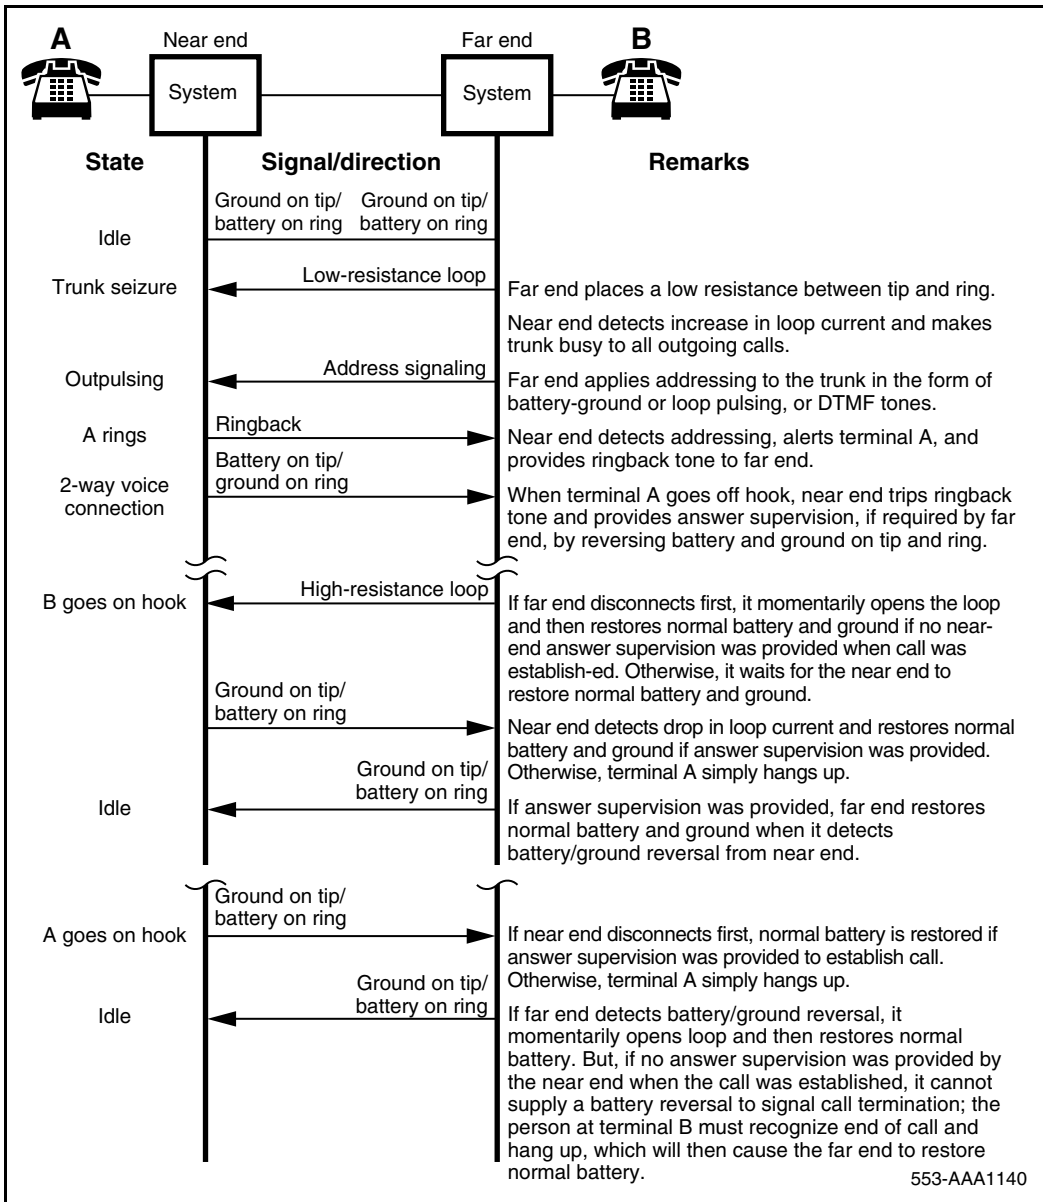 A
Near end
Far end
B
System
System
State
Signal/direction
Remarks
Ground on tip/
battery on ring
Ground on tip/
battery on ring
Idle
Trunk seizure
Low-resistance loop
Far end places a low resistance between tip and ring.
Near end detects increase in loop current and makes
trunk busy to all outgoing calls.
Outpulsing
Address signaling
Far end applies addressing to the trunk in the form of
battery-ground or loop pulsing, or DTMF tones.
A rings
Ringback
Near end detects addressing, alerts terminal A, and
provides ringback tone to far end.
2-way voice
connection
Battery on tip/
ground on ring
When terminal A goes off hook, near end trips ringback
tone and provides answer supervision, if required by far
end, by reversing battery and ground on tip and ring.
B goes on hook
High-resistance loop
If far end disconnects first, it momentarily opens the loop
and then restores normal battery and ground if no near-
end answer supervision was provided when call was
establish-ed. Otherwise, it waits for the near end to
restore normal battery and ground.
Ground on tip/
battery on ring
Near end detects drop in loop current and restores normal
battery and ground if answer supervision was provided.
Otherwise, terminal A simply hangs up.
Idle
Ground on tip/
battery on ring
If answer supervision was provided, far end restores
normal battery and ground when it detects
battery/ground reversal from near end.
A goes on hook
Ground on tip/
battery on ring
If near end disconnects first, normal battery is restored if
answer supervision was provided to establish call.
Otherwise, terminal A simply hangs up.
Idle
Ground on tip/
battery on ring
If far end detects battery/ground reversal, it
momentarily opens loop and then restores normal
battery. But, if no answer supervision was provided by
the near end when the call was established, it cannot
supply a battery reversal to signal call termination; the
person at terminal B must recognize end of call and
hang up, which will then cause the far end to restore
normal battery.
553-AAA1140